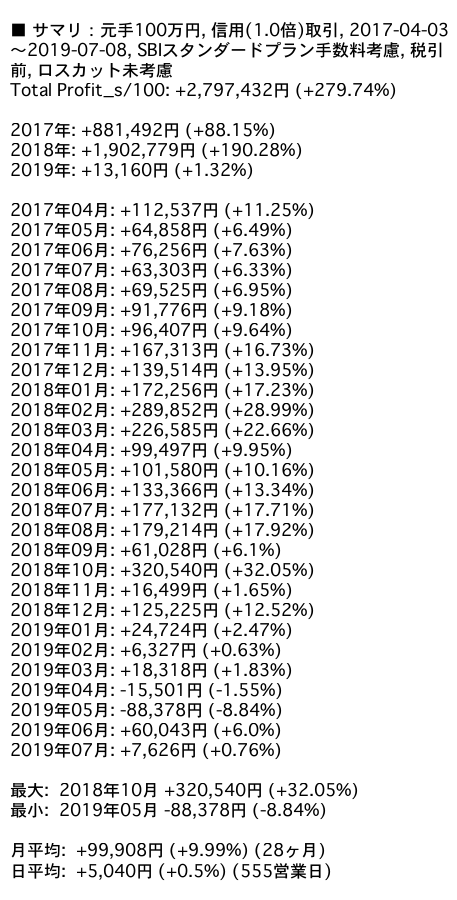 ■ サマリ：元手100万円, 信用(1.0倍)取引, 2017-04-03
～2019-07-08, SBIスタンダードプラン手数料考慮, 税引
前, ロスカット未考慮
Total Profit_s/100: +2,797,432円 (+279.74%)
2017年: +881,492円 (+88.15%)
2018年: +1,902,779円 (+190.28%)
2019年: +13,160円 (+1.32%)
2017年04月: +112,537円 (+11.25%)
2017年05月: +64,858円 (+6.49%)
2017年06月: +76,256円 (+7.63%)
2017年07月: +63,303円 (+6.33%)
2017年08月: +69,525円 (+6.95%)
2017年09月: +91,776円 (+9.18%)
2017年10月: +96,407円 (+9.64%)
2017年11月: +167,313円 (+16.73%)
2017年12月: +139,514円 (+13.95%)
2018年01月: +172,256円 (+17.23%)
2018年02月: +289,852円 (+28.99%)
2018年03月: +226,585円 (+22.66%)
2018年04月: +99,497円 (+9.95%)
2018年05月: +101,580円 (+10.16%)
2018年06月: +133,366円 (+13.34%)
2018年07月: +177,132円 (+17.71%)
2018年08月: +179,214円 (+17.92%)
2018年09月: +61,028円 (+6.1%)
2018年10月: +320,540円 (+32.05%)
2018年11月: +16,499円 (+1.65%)
2018年12月: +125,225円 (+12.52%)
2019年01月: +24,724円 (+2.47%)
2019年02月: +6,327円 (+0.63%)
2019年03月: +18,318円 (+1.83%)
2019年04月: -15,501円 (-1.55%)
2019年05月: -88,378円 (-8.84%)
2019年06月: +60,043円 (+6.0%)
2019年07月: +7,626円 (+0.76%)
最大: 2018年10月 +320,540円 (+32.05%)
最小: 2019年05月 -88,378円 (-8.84%)
月平均: +99,908円 (+9.99%) (28ヶ月)
日平均: +5,040円 (+0.5%) (555営業日)